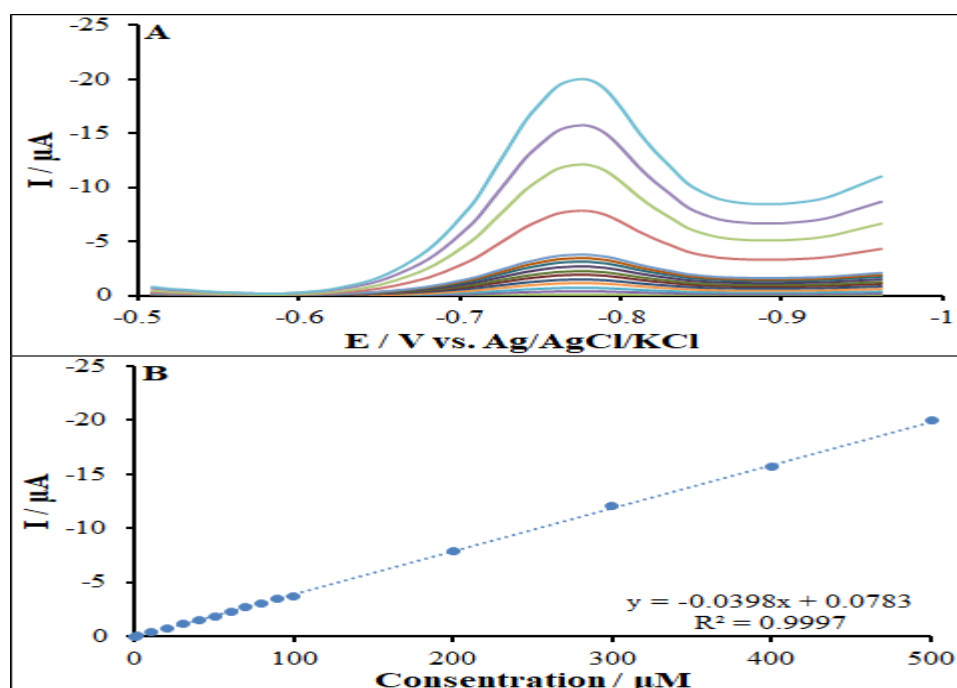 A
-25
-20
-15
-10
-5
0
I / µA
-0.5 -0.6 -0.7 -0.8 -0.9 -1
E / V vs. Ag/AgCl/KCl
B
-25
-20
-15
-10
-5
0
I / µA
y = -0.0398x + 0.0783
R² = 0.9997
0 100 200 300 400 500
Consentration / µM